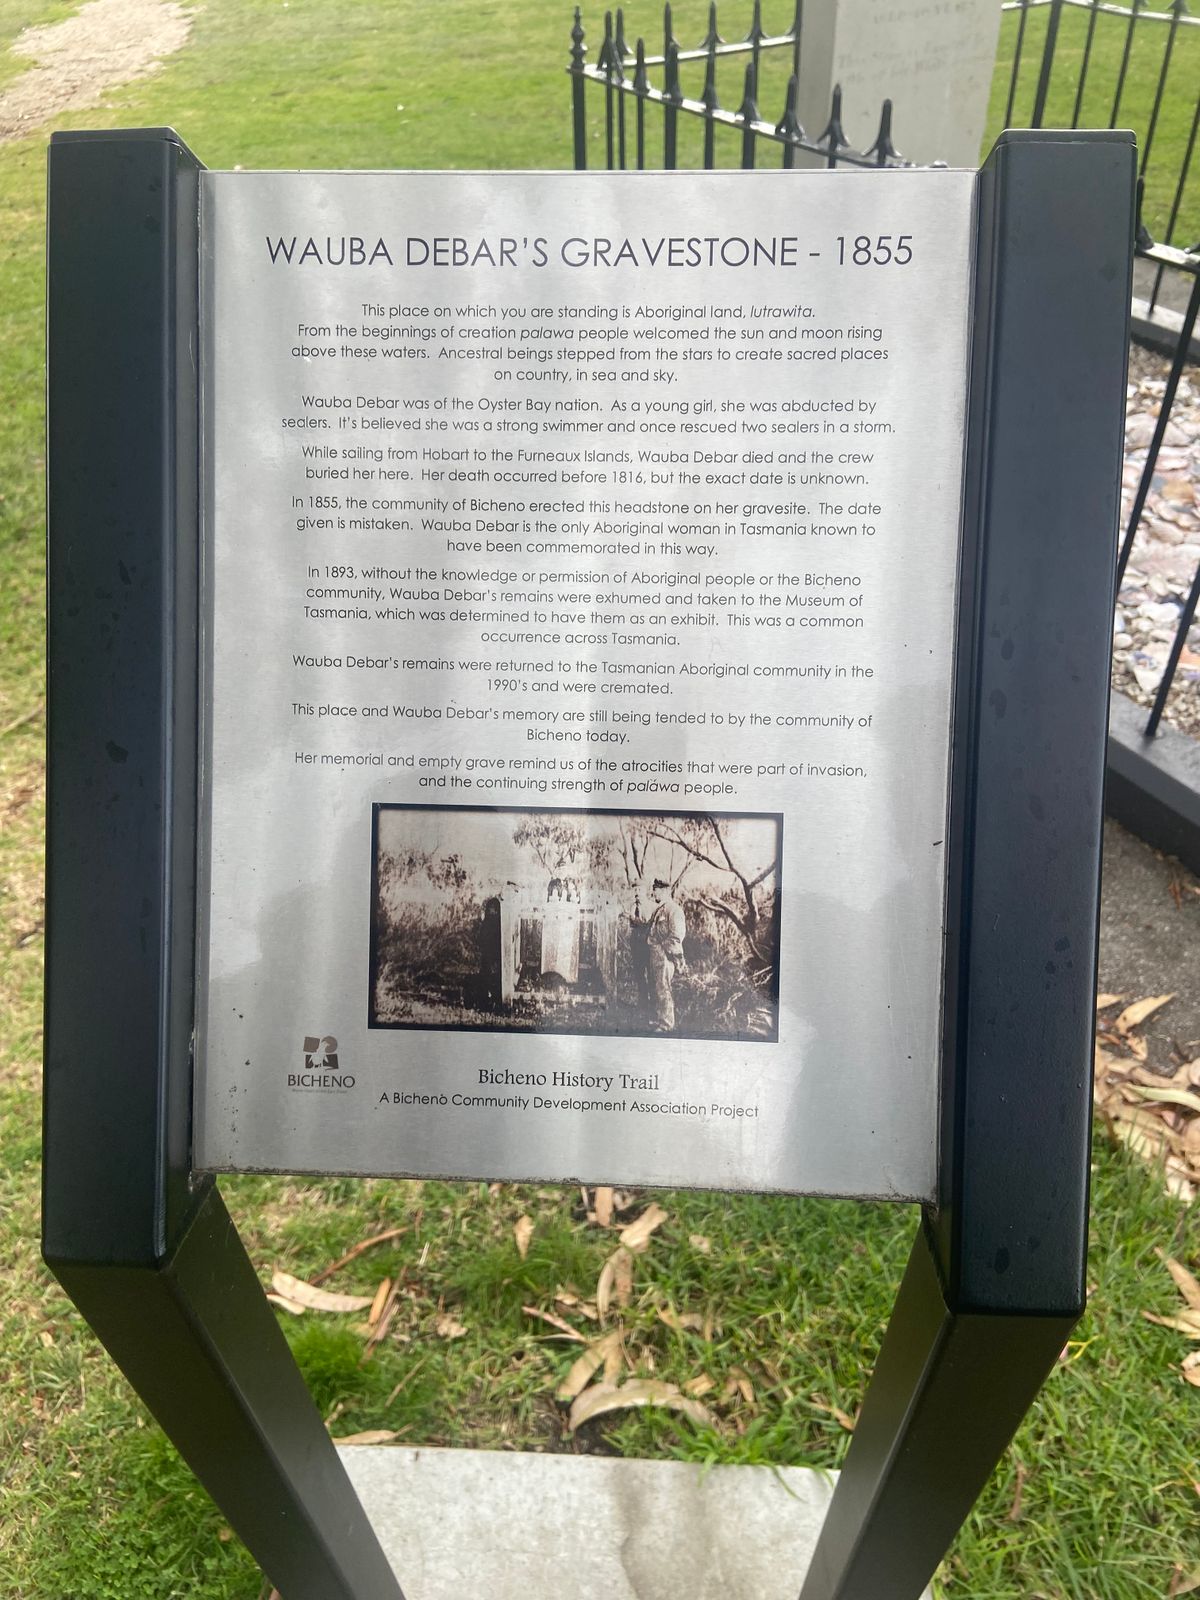 WAUBA DEBAR'S GRAVESTONE - 1855
This place on which you are standing is Aboriginal land, lutrawita.
From the beginnings of creation palawa people welcomed the sun and moon rising
above these waters. Ancestral beings stepped from the stars to create sacred places
on country, in sea and sky.
Wauba Debar was of the Oyster Bay nation. As a young girl, she was abducted by
sealers. It's believed she was a strong swimmer and once rescued two sealers in a storm.
While sailing from Hobart to the Furneaux Islands, Wauba Debar died and the crew
buried her here. Her death occurred before 1816, but the exact date is unknown.
In 1855, the community of Bicheno erected this headstone on her gravesite. The date
given is mistaken. Wauba Debar is the only Aboriginal woman in Tasmania known to
have been commemorated in this way.
In 1893, without the knowledge or permission of Aboriginal people or the Bicheno
community, Wauba Debar's remains were exhumed and taken to the Museum of
Tasmania, which was determined to have them as an exhibit. This was a common
occurrence across Tasmania.
Wauba Debar's remains were returned to the Tasmanian Aboriginal community in the
1990's and were cremated.
This place and Wauba Debar's memory are still being tended to by the community of
Bicheno today.
Her memorial and empty grave remind us of the atrocities that were part of invasion,
and the continuing strength of palawa people.
BICHENO
Bicheno History Trail
A Bicheno Community Development Association Project